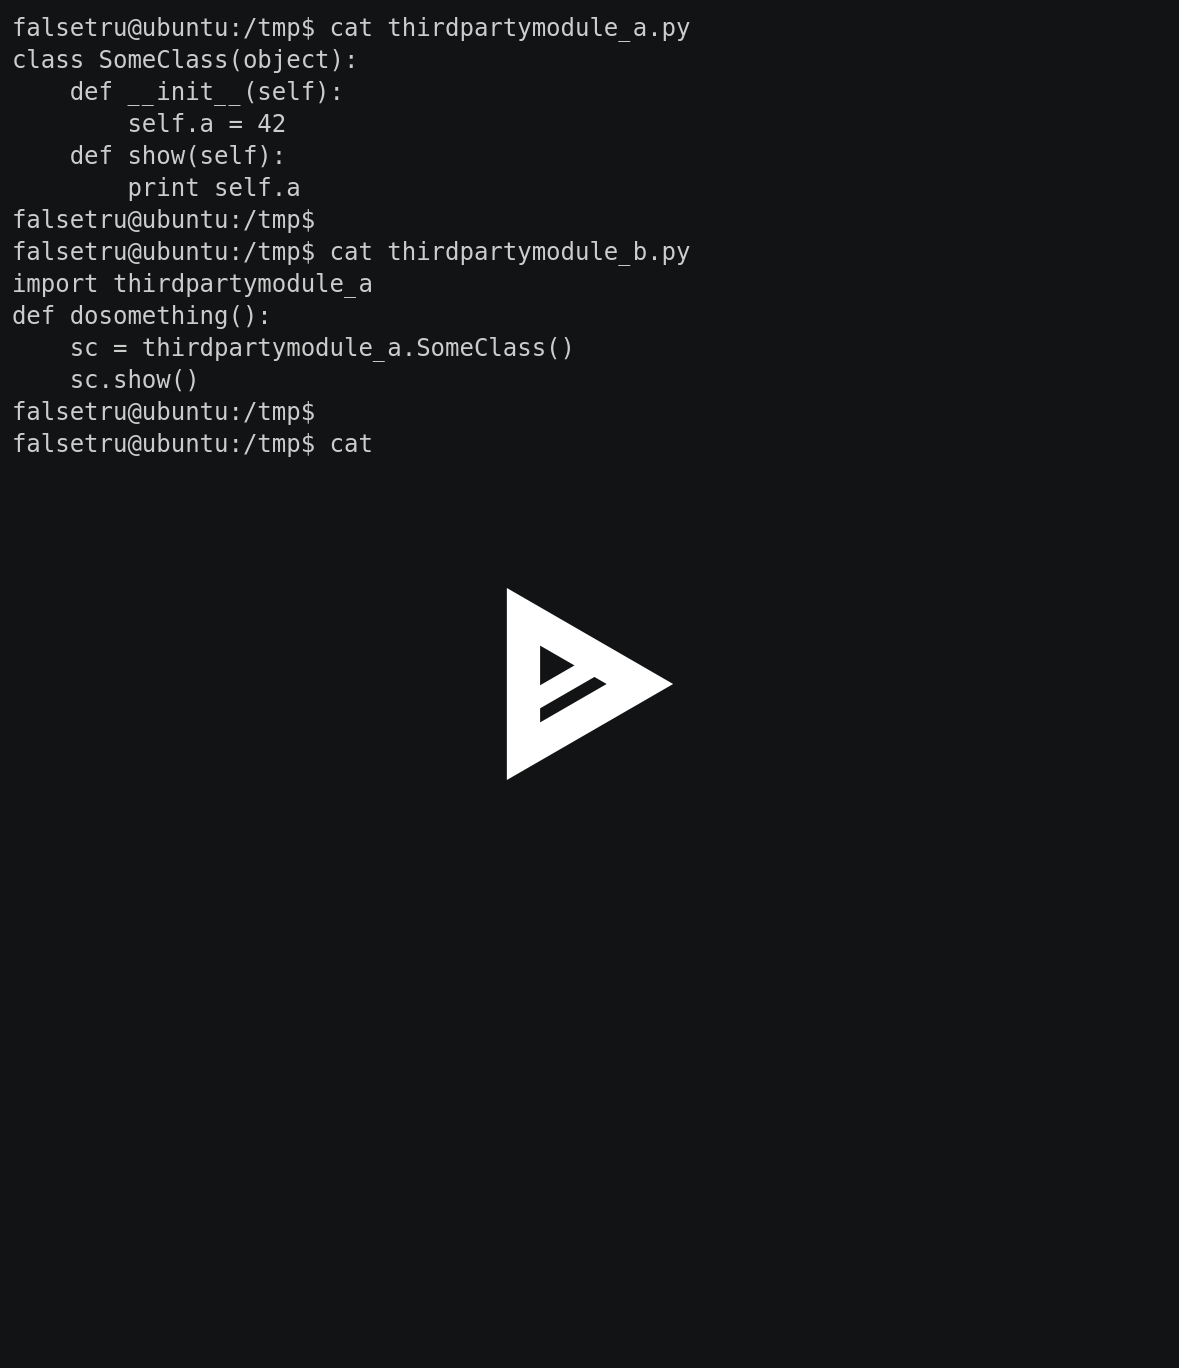 falsetru@ubuntu:/tmp$ cat thirdpartymodule_a.py
class SomeClass(object):
    def __init__(self):
        self.a = 42
    def show(self):
        print self.a
falsetru@ubuntu:/tmp$
falsetru@ubuntu:/tmp$ cat thirdpartymodule_b.py
import thirdpartymodule_a
def dosomething():
    sc = thirdpartymodule_a.SomeClass()
    sc.show()
falsetru@ubuntu:/tmp$
falsetru@ubuntu:/tmp$ cat